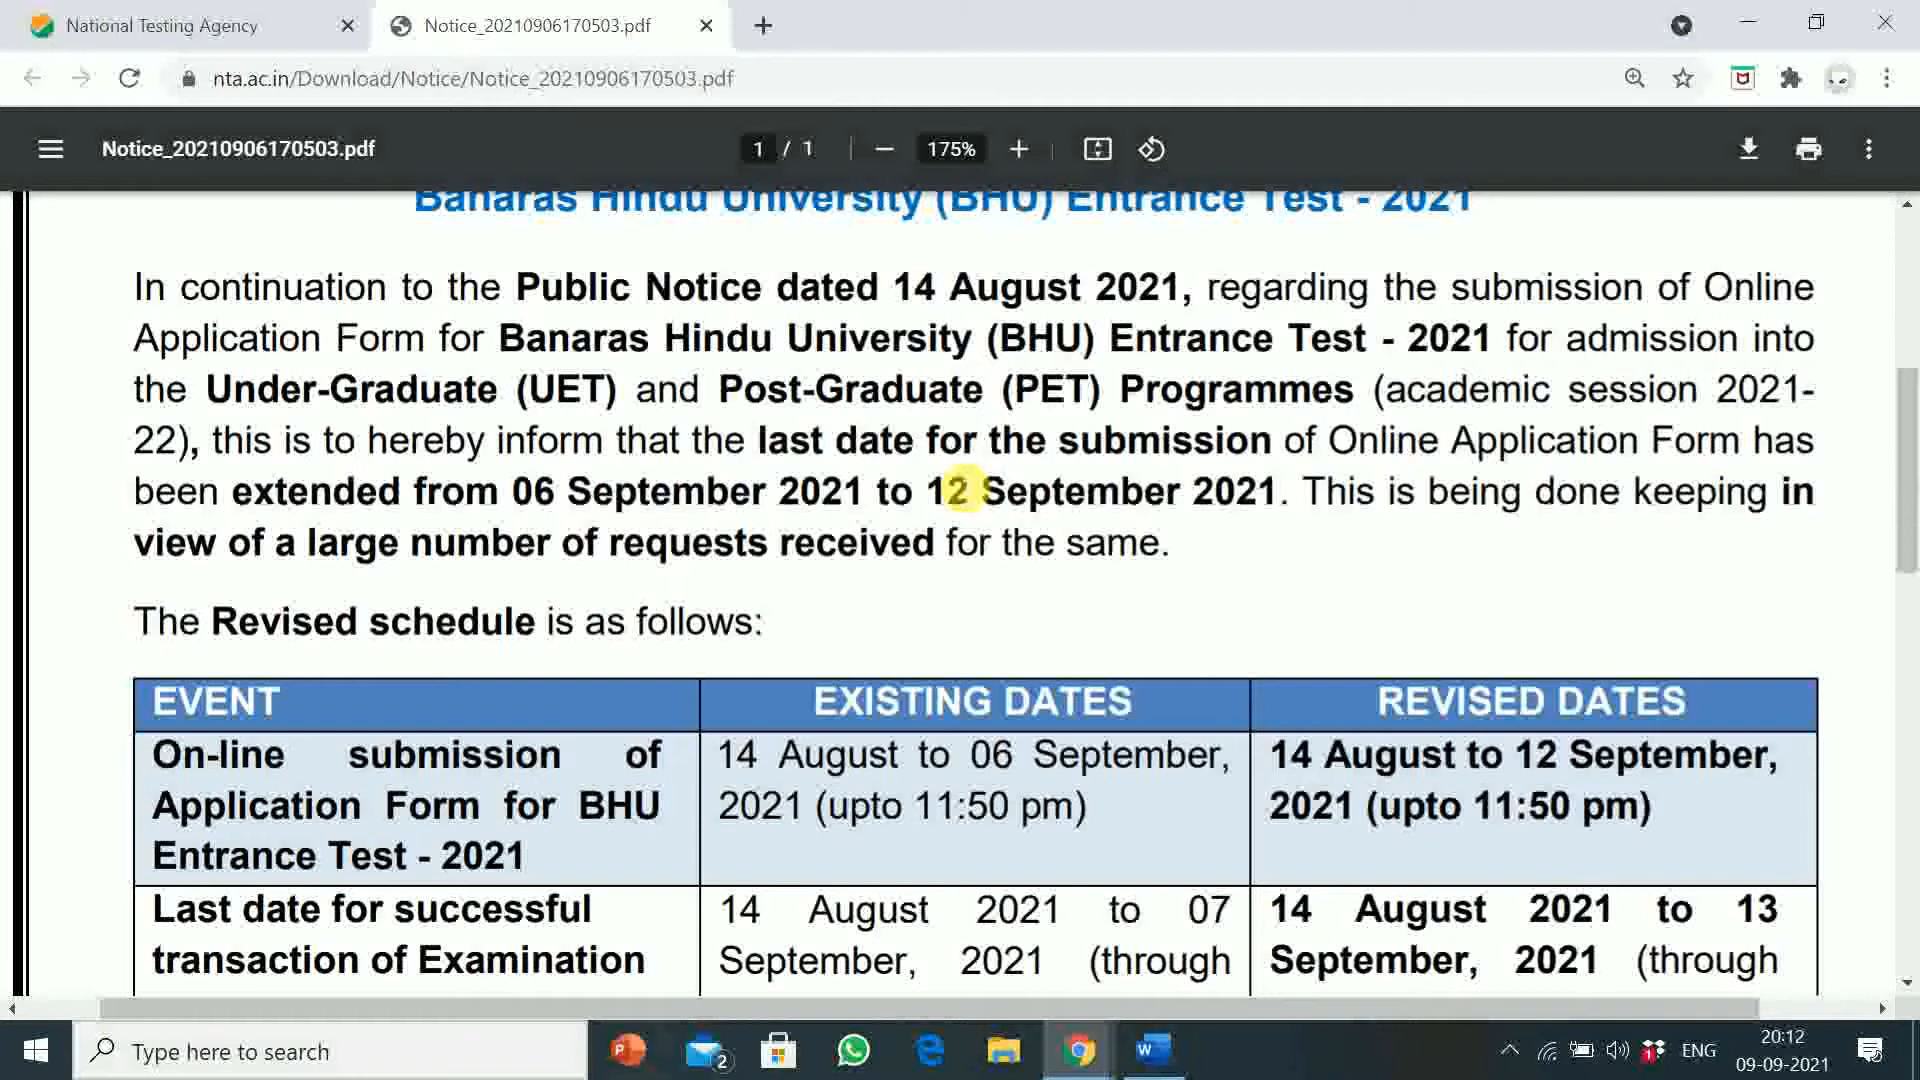 National Testing Agency
Notice_20210906170503.pdf
nta.ac.in/Download/Notice/Notice_20210906170503.pdf
Notice_20210906170503.pdf
1 / 1
175%
Banaras Hindu University (BHU) Entrance Test - 2021
In continuation to the Public Notice dated 14 August 2021, regarding the submission of Online
Application Form for Banaras Hindu University (BHU) Entrance Test - 2021 for admission into
the Under-Graduate (UET) and Post-Graduate (PET) Programmes (academic session 2021-
22), this is to hereby inform that the last date for the submission of Online Application Form has
been extended from 06 September 2021 to 12 September 2021. This is being done keeping in
view of a large number of requests received for the same.
The Revised schedule is as follows:
EVENT EXISTING DATES REVISED DATES
On-line submission of 14 August to 06 September, 14 August to 12 September,
Application Form for BHU 2021 (upto 11:50 pm) 2021 (upto 11:50 pm)
Entrance Test - 2021
Last date for successful 14 August 2021 to 07 14 August 2021 to 13
transaction of Examination September, 2021 (through September, 2021 (through
Type here to search
2
1
ENG
20:12
09-09-2021